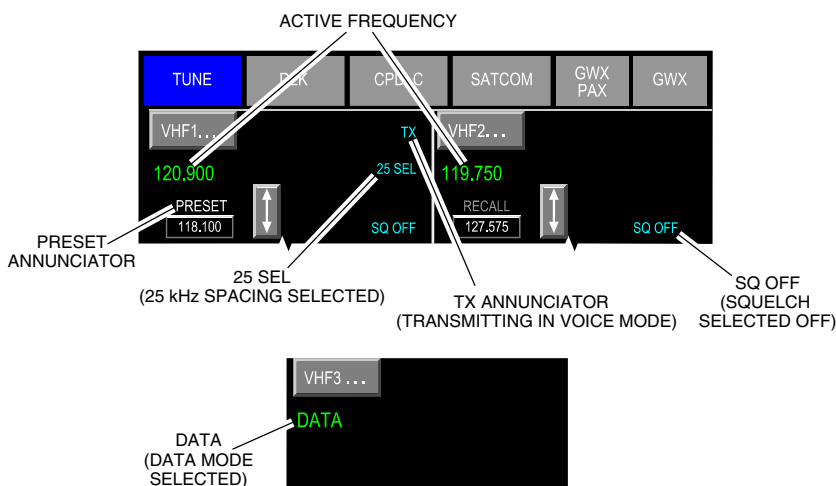 ACTIVE FREQUENCY
TUNE
CPDLC
SATCOM
GWX
PAX
GWX
VHF1...
TX
VHF2...
120.900
25 SEL
119.750
PRESET
118.100
SQ OFF
RECALL
127.575
SQ OFF
PRESET
ANNUNCIATOR
25 SEL
(25 kHz SPACING SELECTED)
TX ANNUNCIATOR
(TRANSMITTING IN VOICE MODE)
SQ OFF
(SQUELCH
SELECTED OFF)
VHF3 ...
DATA
DATA
(DATA MODE
SELECTED)